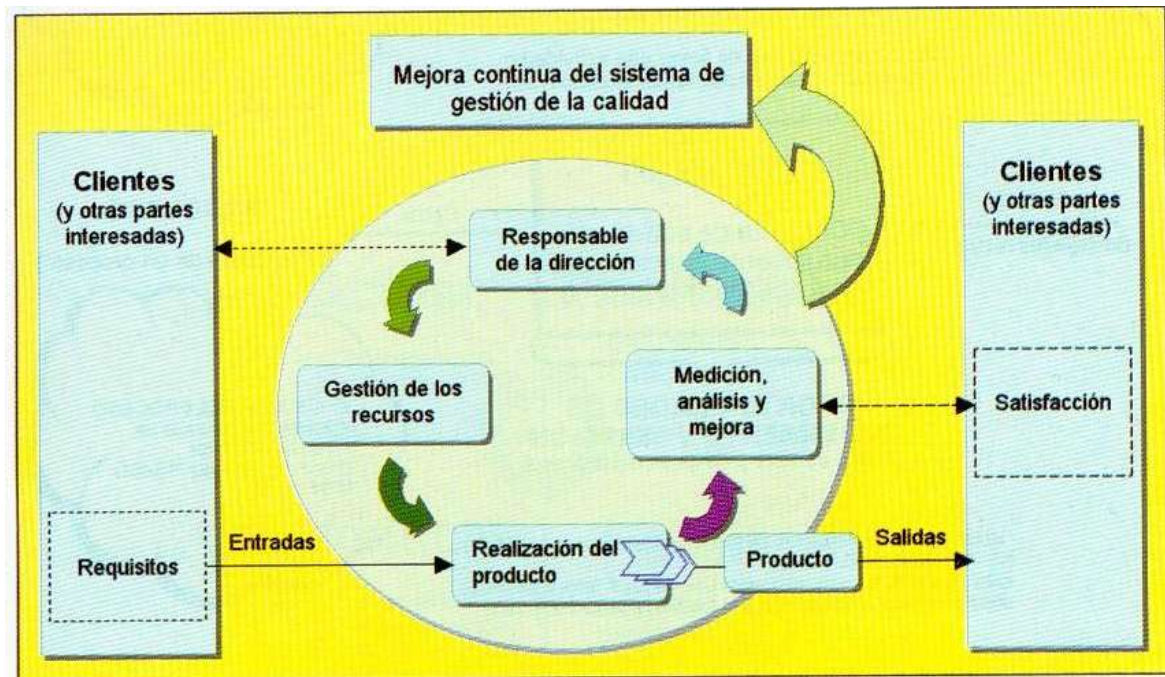 Mejora continua del sistema de
gestión de la calidad
Clientes
(y otras partes
interesadas)
Clientes
(y otras partes
interesadas)
Responsable
de la dirección
Gestión de los
recursos
Medición,
análisis y
mejora
Satisfacción
Requisitos
Entradas
Realización del
producto
Producto
Salidas